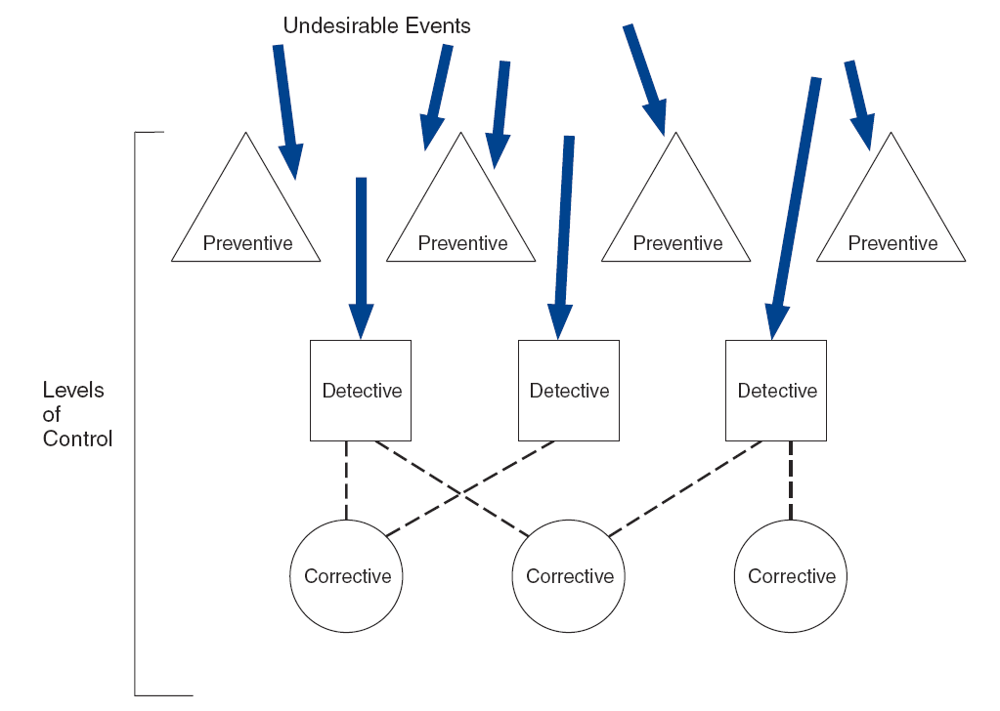 Undesirable Events
Preventive
Preventive
Preventive
Preventive
Levels
of
Control
Detective
Detective
Detective
Corrective
Corrective
Corrective